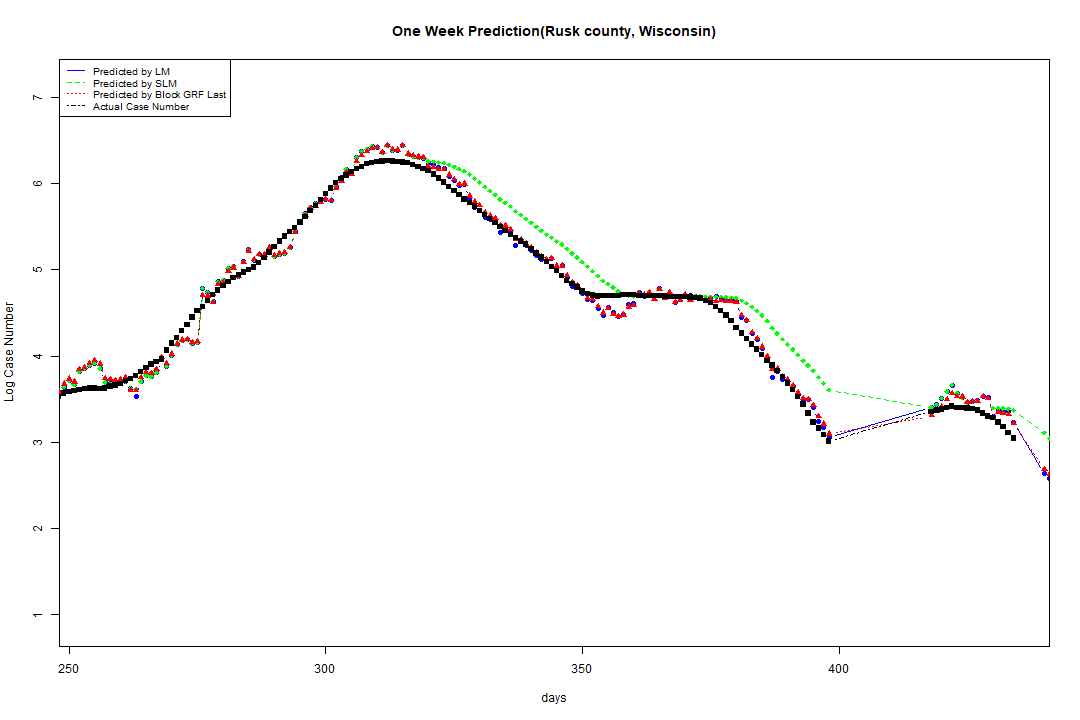 One Week Prediction(Rusk county, Wisconsin)
Predicted by LM
Predicted by SLM
Predicted by Block GRF Last
Actual Case Number
7
6
5
4
3
2
1
Log Case Number
250 300 350 400
days